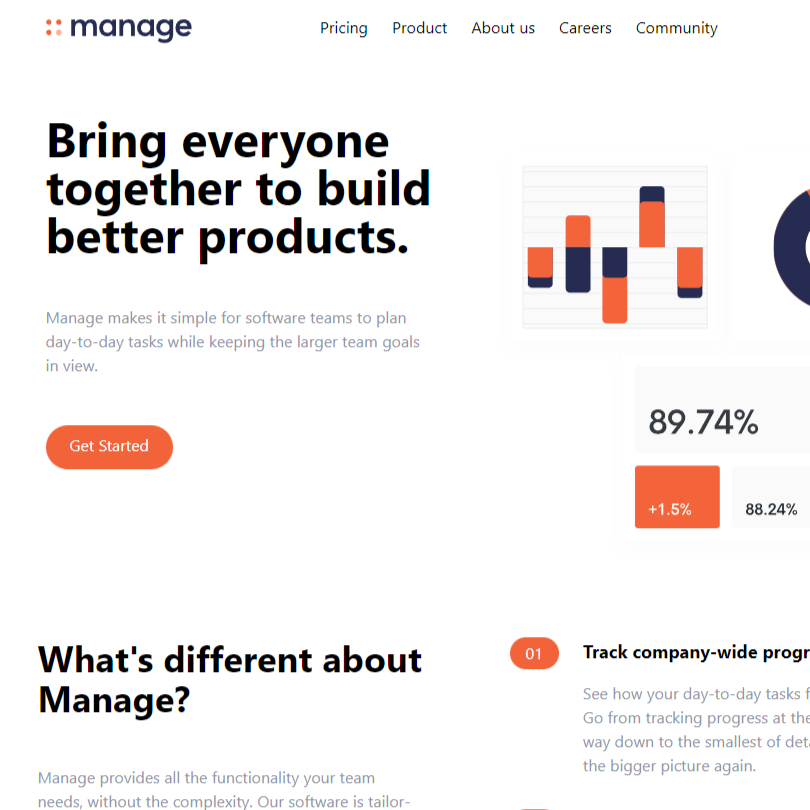 manage
Pricing Product About us Careers Community
Bring everyone
together to build
better products.
Manage makes it simple for software teams to plan
day-to-day tasks while keeping the larger team goals
in view.
Get Started
89.74%
+1.5%
88.24%
What's different about
Manage?
Manage provides all the functionality your team
needs, without the complexity. Our software is tailor-
01
Track company-wide progr
See how your day-to-day tasks f
Go from tracking progress at the
way down to the smallest of deta
the bigger picture again.